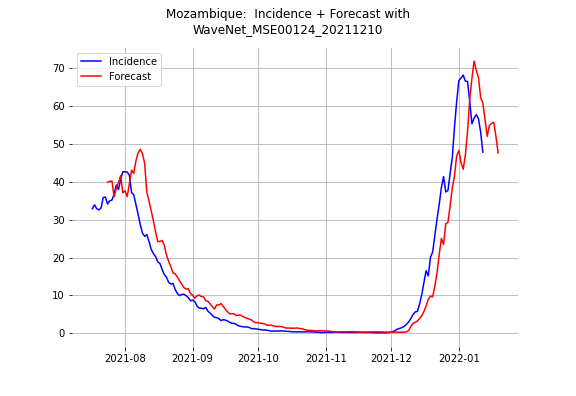 Mozambique:  Incidence + Forecast with
WaveNet_MSE00124_20211210
Incidence
Forecast
70
60
50
40
30
20
10
0
2021-08 2021-09 2021-10 2021-11 2021-12 2022-01